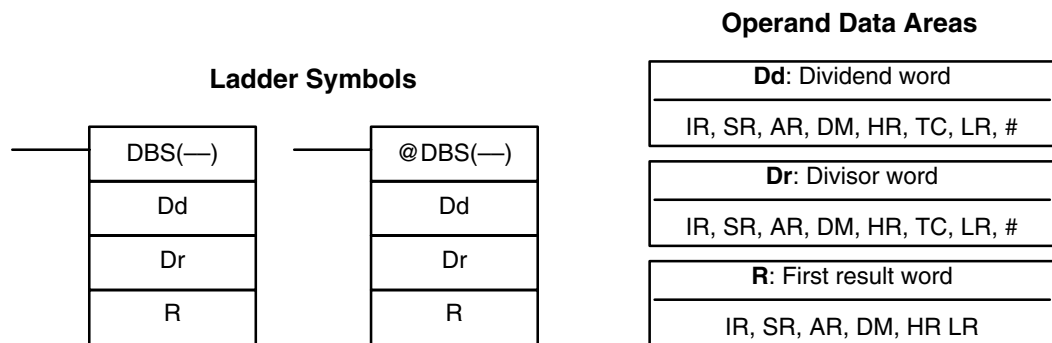 Ladder Symbols
DBS(—)
Dd
Dr
R
@DBS(—)
Dd
Dr
R
Operand Data Areas
Dd: Dividend word
IR, SR, AR, DM, HR, TC, LR, #
Dr: Divisor word
IR, SR, AR, DM, HR, TC, LR, #
R: First result word
IR, SR, AR, DM, HR LR